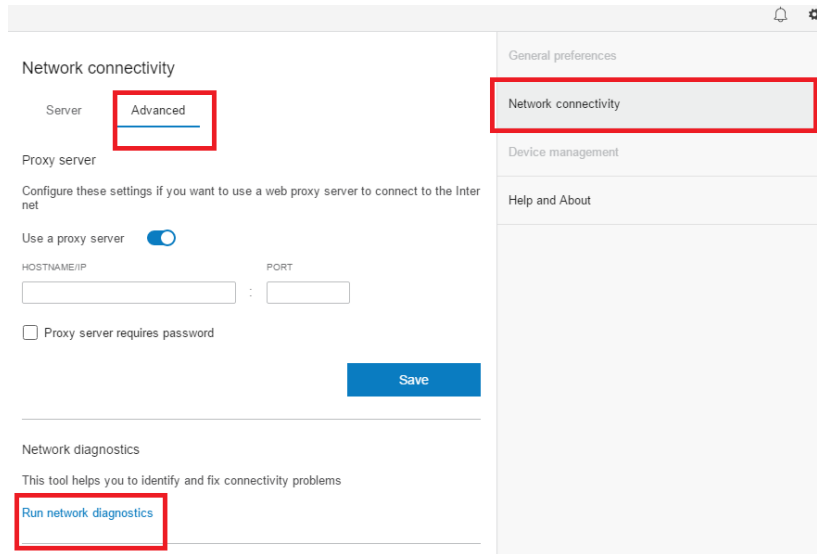 Network connectivity
Server
Advanced
Proxy server
Configure these settings if you want to use a web proxy server to connect to the Inter
net
Use a proxy server
HOSTNAME/IP
PORT
:
Proxy server requires password
Save
Network diagnostics
This tool helps you to identify and fix connectivity problems
Run network diagnostics
General preferences
Network connectivity
Device management
Help and About